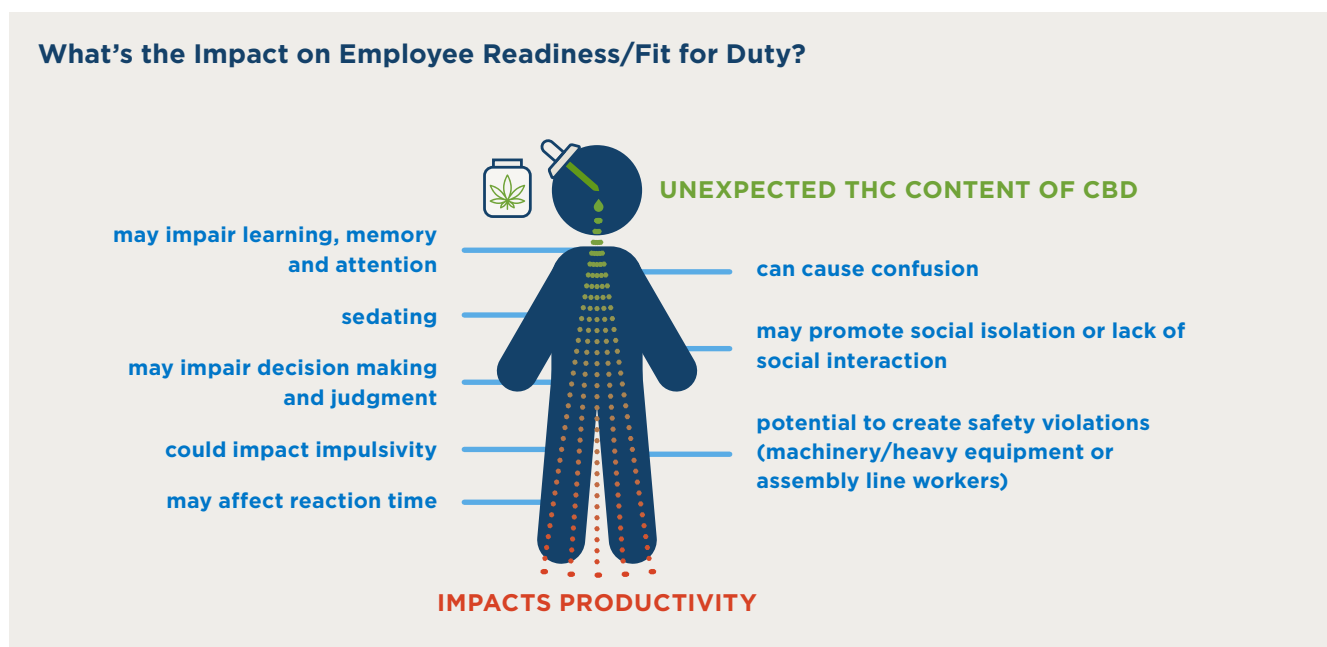 What's the Impact on Employee Readiness/Fit for Duty?
UNEXPECTED THC CONTENT OF CBD
may impair learning, memory
and attention
sedating
may impair decision making
and judgment
could impact impulsivity
may affect reaction time
can cause confusion
may promote social isolation or lack of
social interaction
potential to create safety violations
(machinery/heavy equipment or
assembly line workers)
IMPACTS PRODUCTIVITY